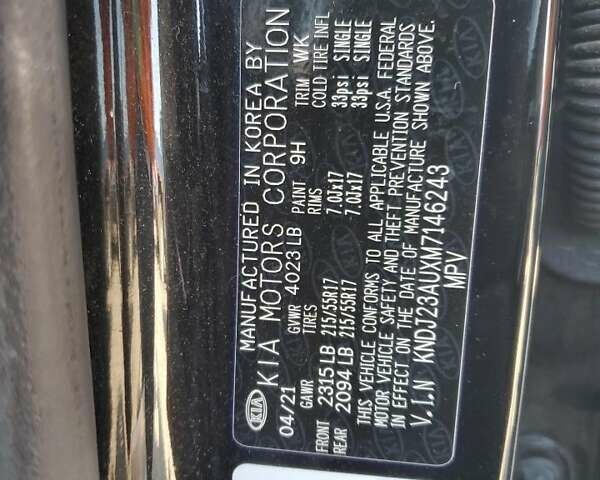 KIA MANUFACTURED IN KOREA BY
KIA MOTORS CORPORATION
04/21 GVWR 4023 LB PAINT 9H TRIM WK
GAWR TIRES RIMS COLD TIRE INFL
FRONT 2315 LB 215/55R17 7.0Jx17 33psi SINGLE
REAR 2094 LB 215/55R17 7.0Jx17 33psi SINGLE
THIS VEHICLE CONFORMS TO ALL APPLICABLE U.S.A. FEDERAL
MOTOR VEHICLE SAFETY AND THEFT PREVENTION STANDARDS
IN EFFECT ON THE DATE OF MANUFACTURE SHOWN ABOVE.
V.I.N KNDJ23AUXM7146243
MPV